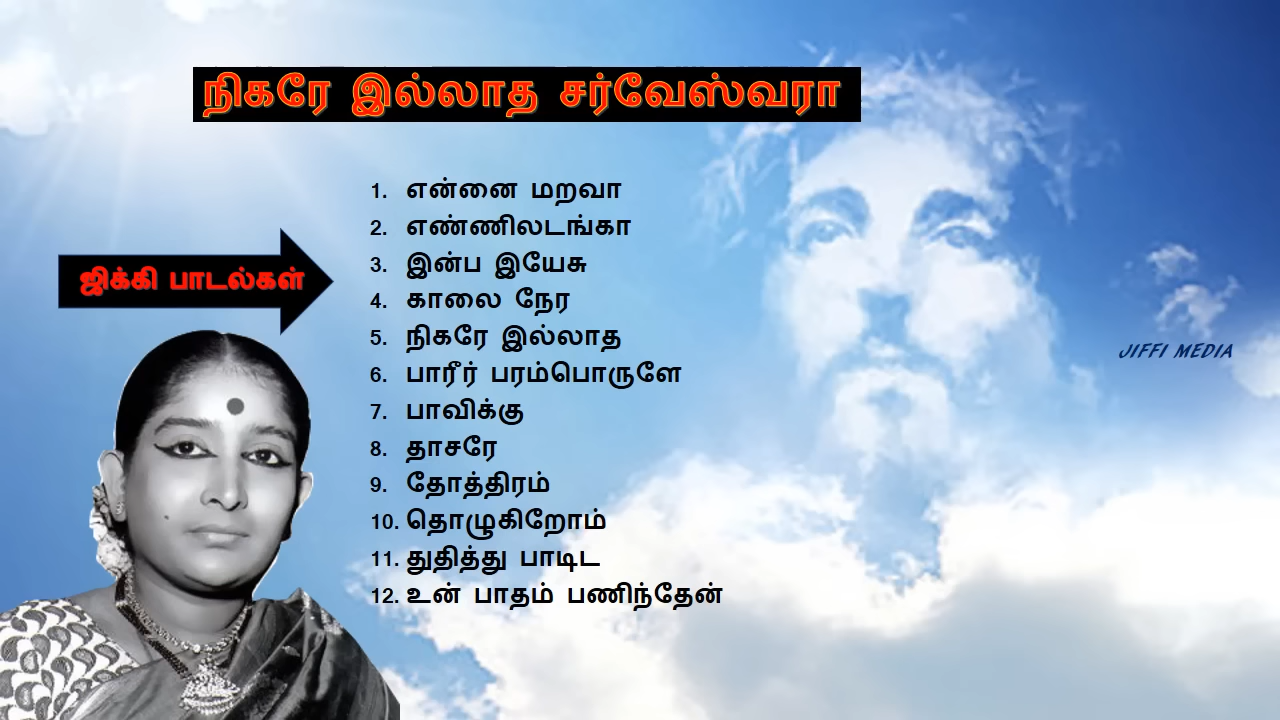 நிகரே இல்லாத சர்வேஸ்வரா
ஜிக்கி பாடல்கள்
1. என்னை மறவா
2. எண்ணிலடங்கா
3. இன்ப இயேசு
4. காலை நேர
5. நிகரே இல்லாத
6. பாரீர் பரம்பொருளே
7. பாவிக்கு
8. தாசரே
9. தோத்திரம்
10. தொழுகிறோம்
11. துதித்து பாடிட
12. உன் பாதம் பணிந்தேன்
JIFFI MEDIA